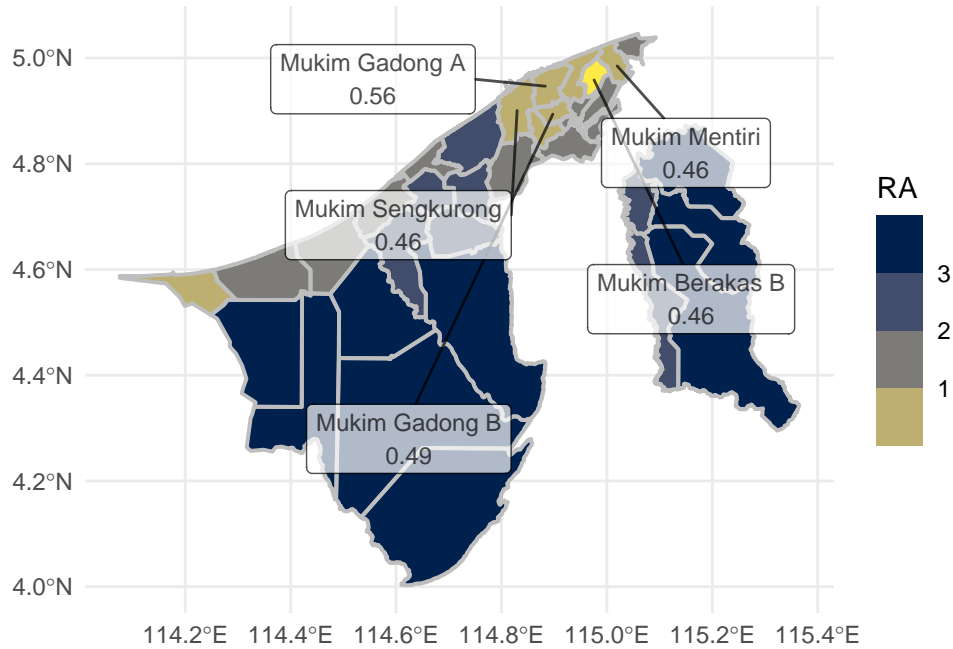 5.0°N
4.8°N
4.6°N
4.4°N
4.2°N
4.0°N
Mukim Gadong A
0.56
Mukim Mentiri
0.46
Mukim Sengkurong
0.46
Mukim Berakas B
0.46
Mukim Gadong B
0.49
114.2°E 114.4°E 114.6°E 114.8°E 115.0°E 115.2°E 115.4°E
RA
3
2
1